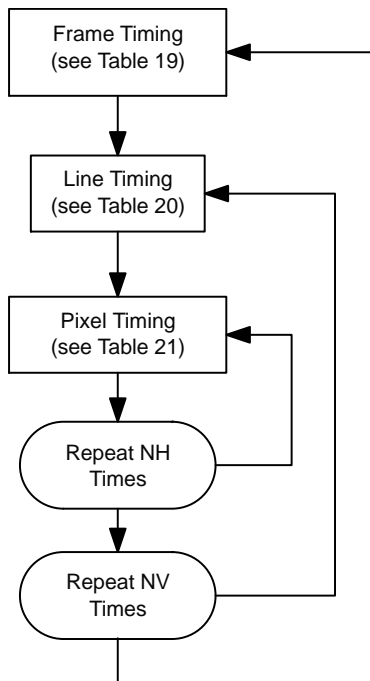 Frame Timing
(see Table 19)
Line Timing
(see Table 20)
Pixel Timing
(see Table 21)
Repeat NH
Times
Repeat NV
Times